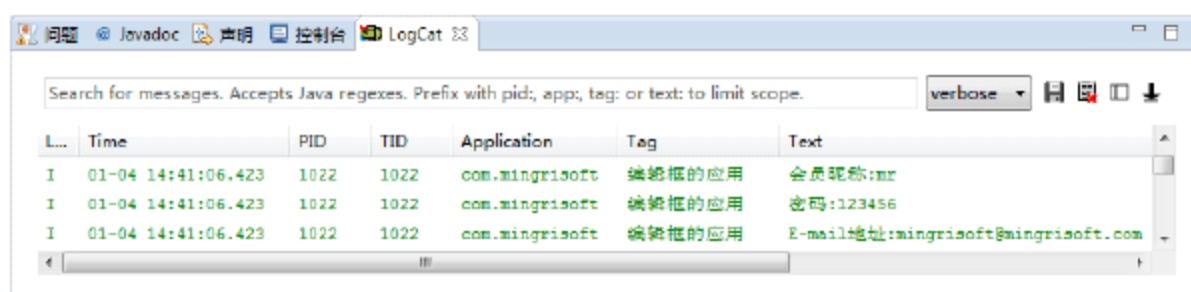 问题 @ Javadoc 声明 控制台 LogCat
Search for messages. Accepts Java regexes. Prefix with pid:, app:, tag: or text: to limit scope. verbose
L... Time PID TID Application Tag Text
I 01-04 14:41:06.423 1022 1022 com.mingrisoft 编辑框的应用 会员昵称:mr
I 01-04 14:41:06.423 1022 1022 com.mingrisoft 编辑框的应用 密码:123456
I 01-04 14:41:06.423 1022 1022 com.mingrisoft 编辑框的应用 E-mail地址:mingrisoft@mingrisoft.com